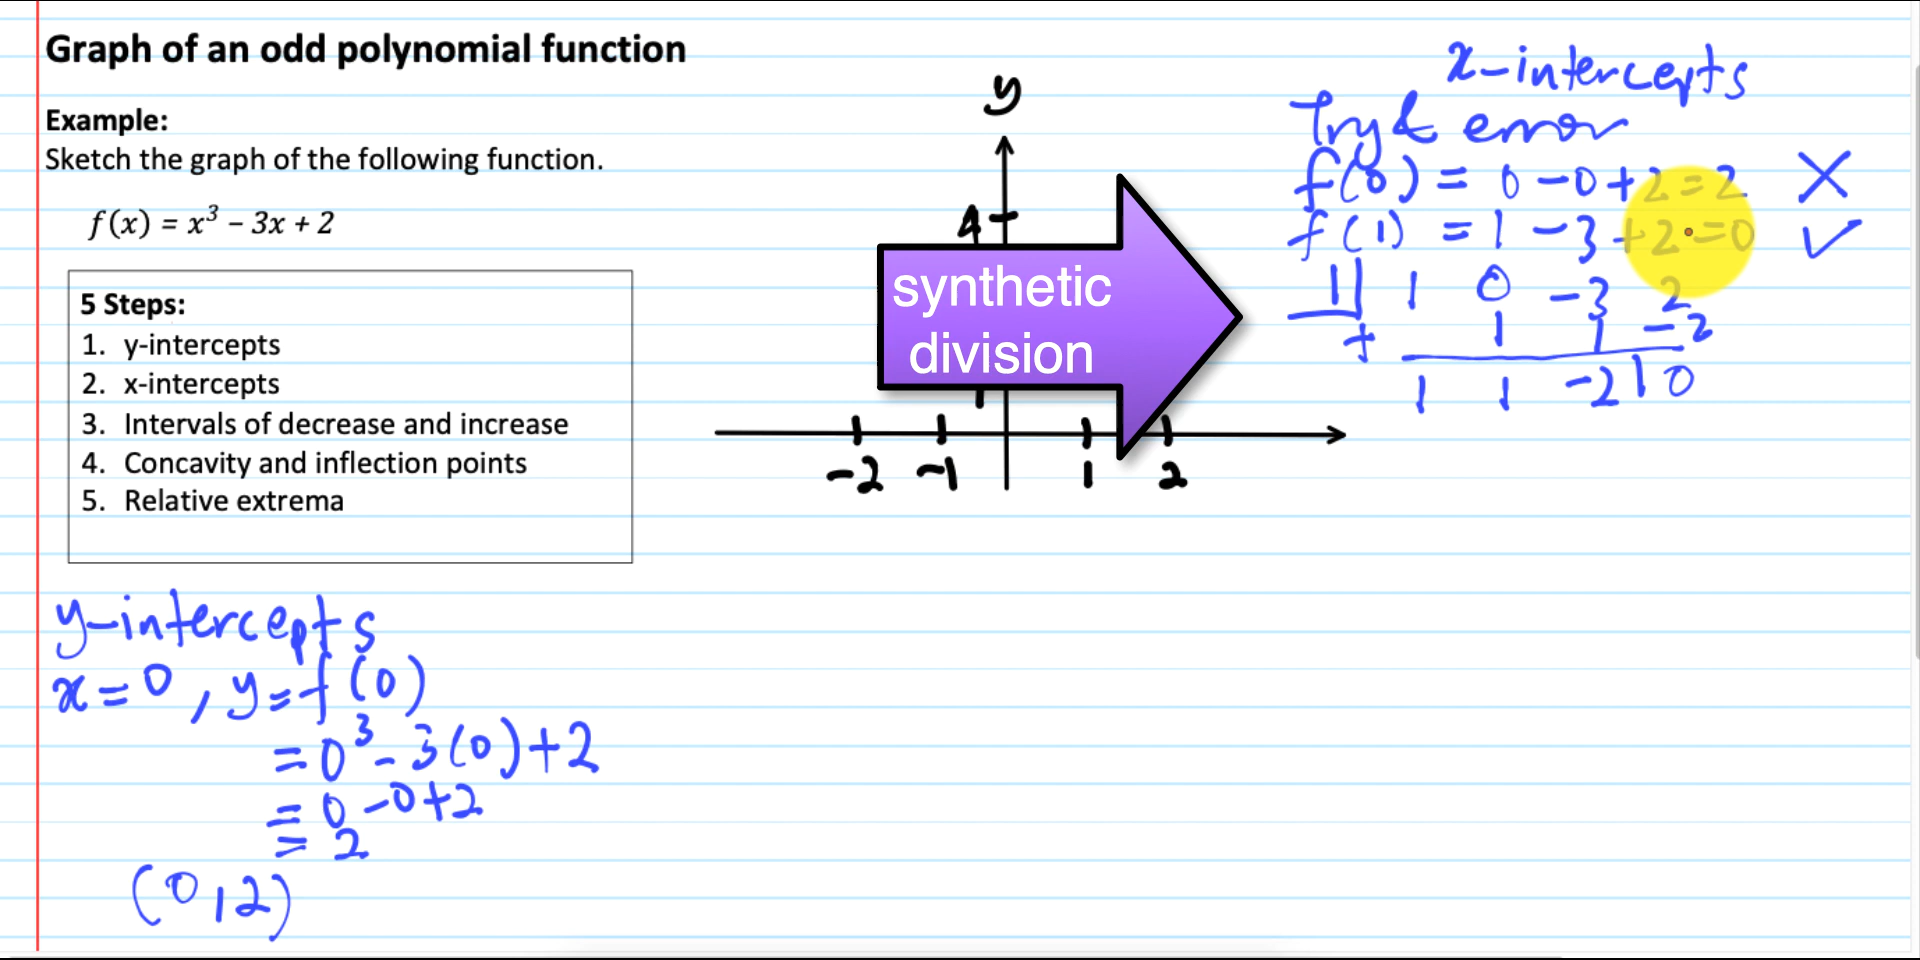 Graph of an odd polynomial function
Example:
Sketch the graph of the following function.
f(x) = x³ – 3x + 2
5 Steps:
1. y-intercepts
2. x-intercepts
3. Intervals of decrease and increase
4. Concavity and inflection points
5. Relative extrema
y-intercepts
x=0, y=f(0)
=0³-3(0)+2
=0-0+2
=2
(0,2)
y
4
synthetic
division
-2 -1 1 2
x-intercepts
Try & error
f(0) = 0-0+2=2 X
f(1) = 1-3+2=0 ✓
1| 1 0 -3 2
+ 1 1 -2
1 1 -2 | 0